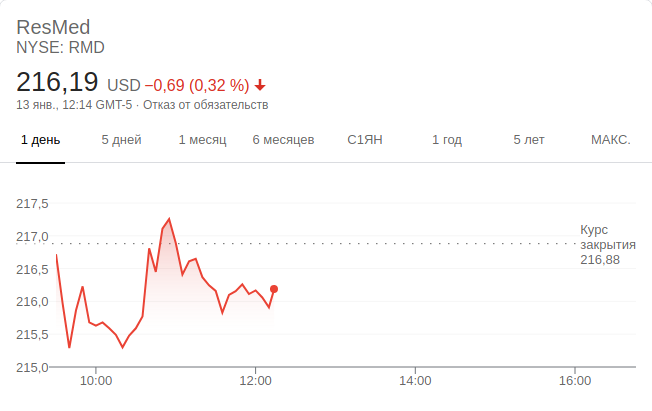 ResMed
NYSE: RMD
216,19 USD −0,69 (0,32 %)
13 янв., 12:14 GMT-5 · Отказ от обязательств
1 день 5 дней 1 месяц 6 месяцев С1ЯН 1 год 5 лет МАКС.
217,5
217,0
216,5
216,0
215,5
215,0
Курс
закрытия
216,88
10:00 12:00 14:00 16:00